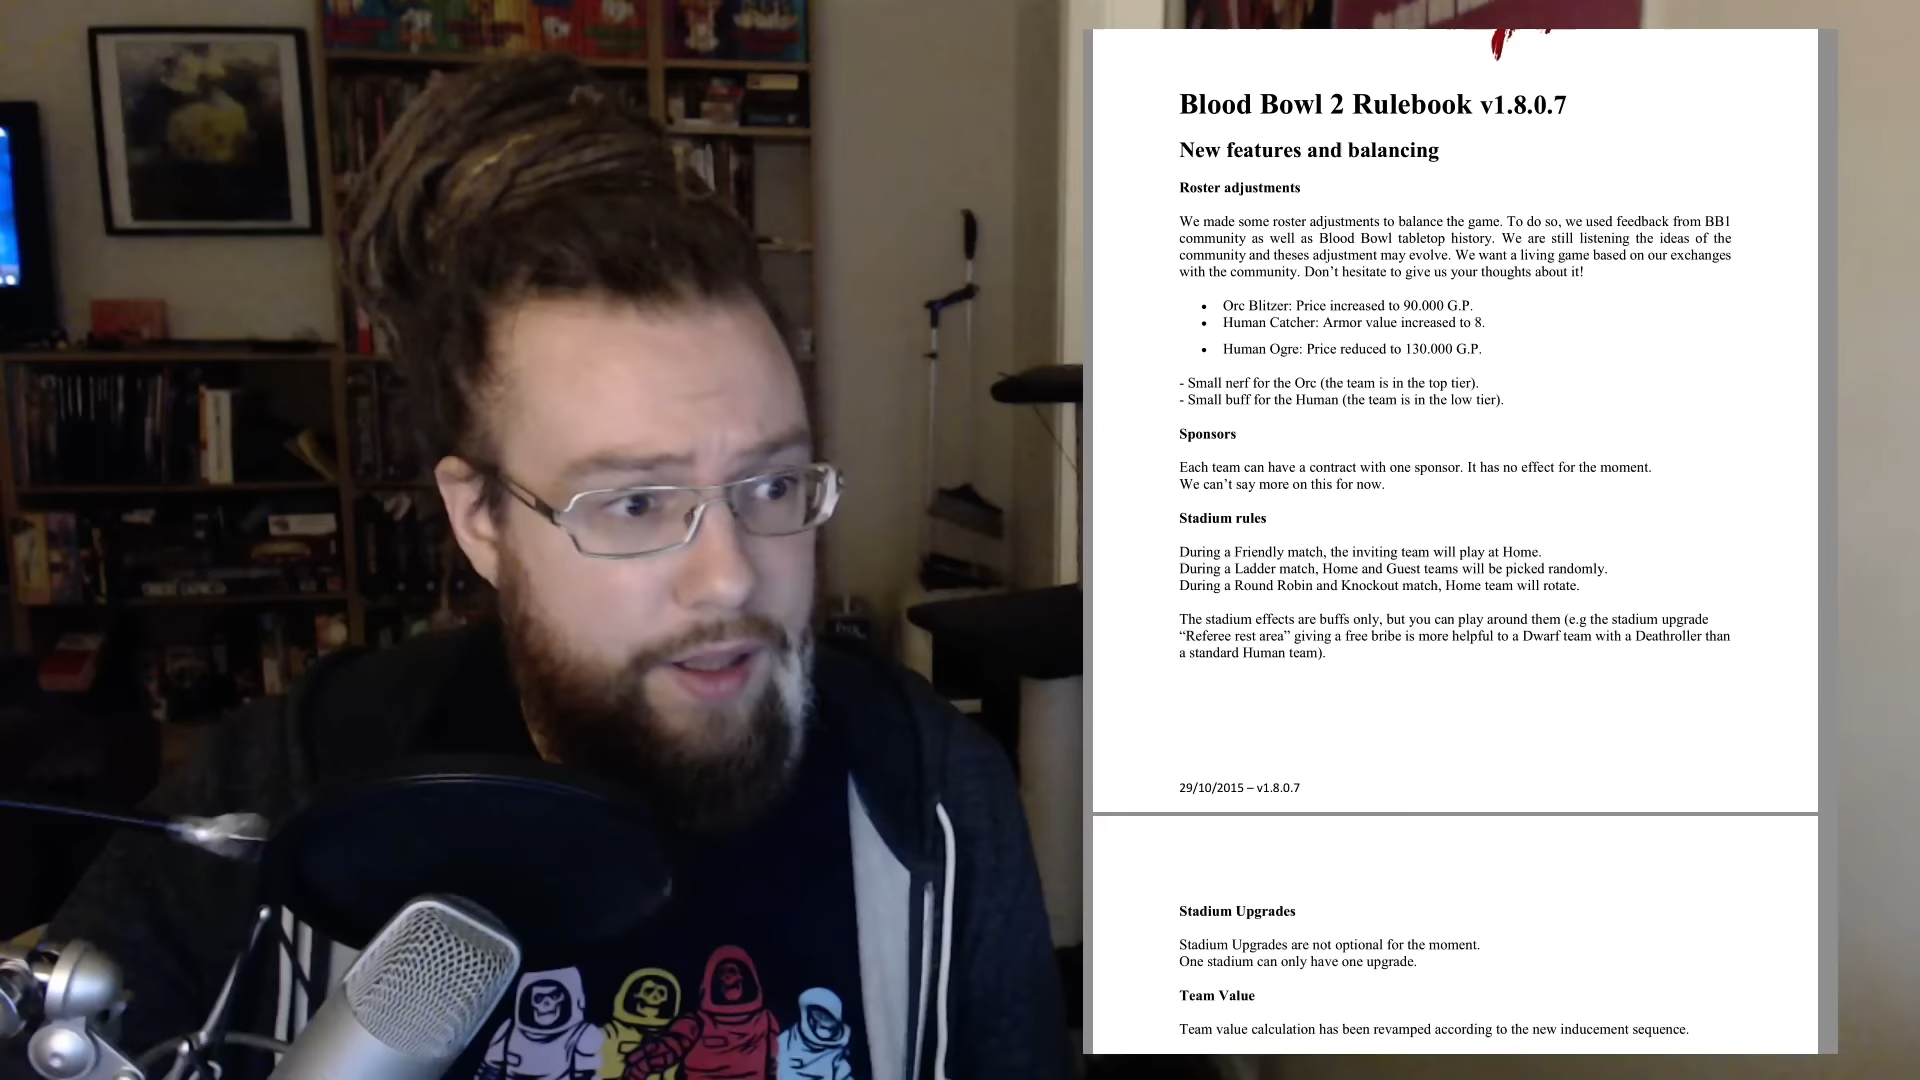 Blood Bowl 2 Rulebook v1.8.0.7
New features and balancing
Roster adjustments
We made some roster adjustments to balance the game. To do so, we used feedback from BB1
community as well as Blood Bowl tabletop history. We are still listening the ideas of the
community and theses adjustment may evolve. We want a living game based on our exchanges
with the community. Don’t hesitate to give us your thoughts about it!
• Orc Blitzer: Price increased to 90.000 G.P.
• Human Catcher: Armor value increased to 8.
• Human Ogre: Price reduced to 130.000 G.P.
- Small nerf for the Orc (the team is in the top tier).
- Small buff for the Human (the team is in the low tier).
Sponsors
Each team can have a contract with one sponsor. It has no effect for the moment.
We can’t say more on this for now.
Stadium rules
During a Friendly match, the inviting team will play at Home.
During a Ladder match, Home and Guest teams will be picked randomly.
During a Round Robin and Knockout match, Home team will rotate.
The stadium effects are buffs only, but you can play around them (e.g the stadium upgrade
“Referee rest area” giving a free bribe is more helpful to a Dwarf team with a Deathroller than
a standard Human team).
29/10/2015 – v1.8.0.7
Stadium Upgrades
Stadium Upgrades are not optional for the moment.
One stadium can only have one upgrade.
Team Value
Team value calculation has been revamped according to the new inducement sequence.